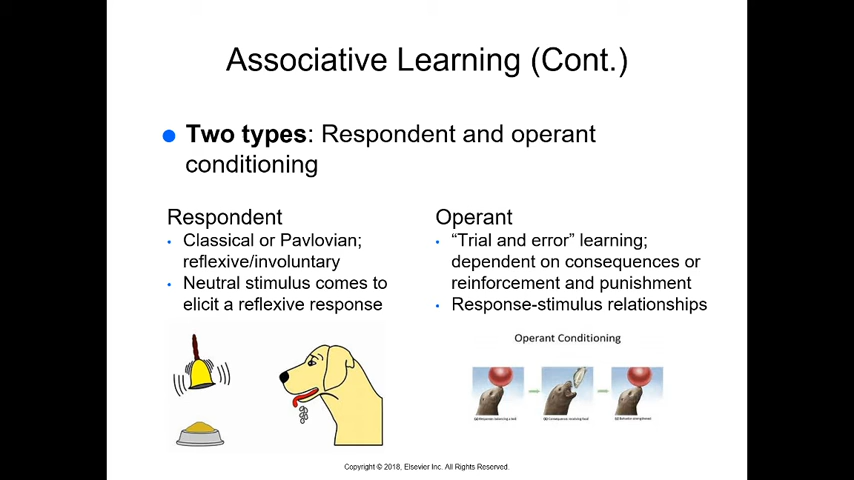 Associative Learning (Cont.)
Two types: Respondent and operant
conditioning
Respondent
• Classical or Pavlovian;
reflexive/involuntary
• Neutral stimulus comes to
elicit a reflexive response
Operant
• “Trial and error” learning;
dependent on consequences or
reinforcement and punishment
• Response-stimulus relationships
Operant Conditioning
Copyright © 2018, Elsevier Inc. All Rights Reserved.